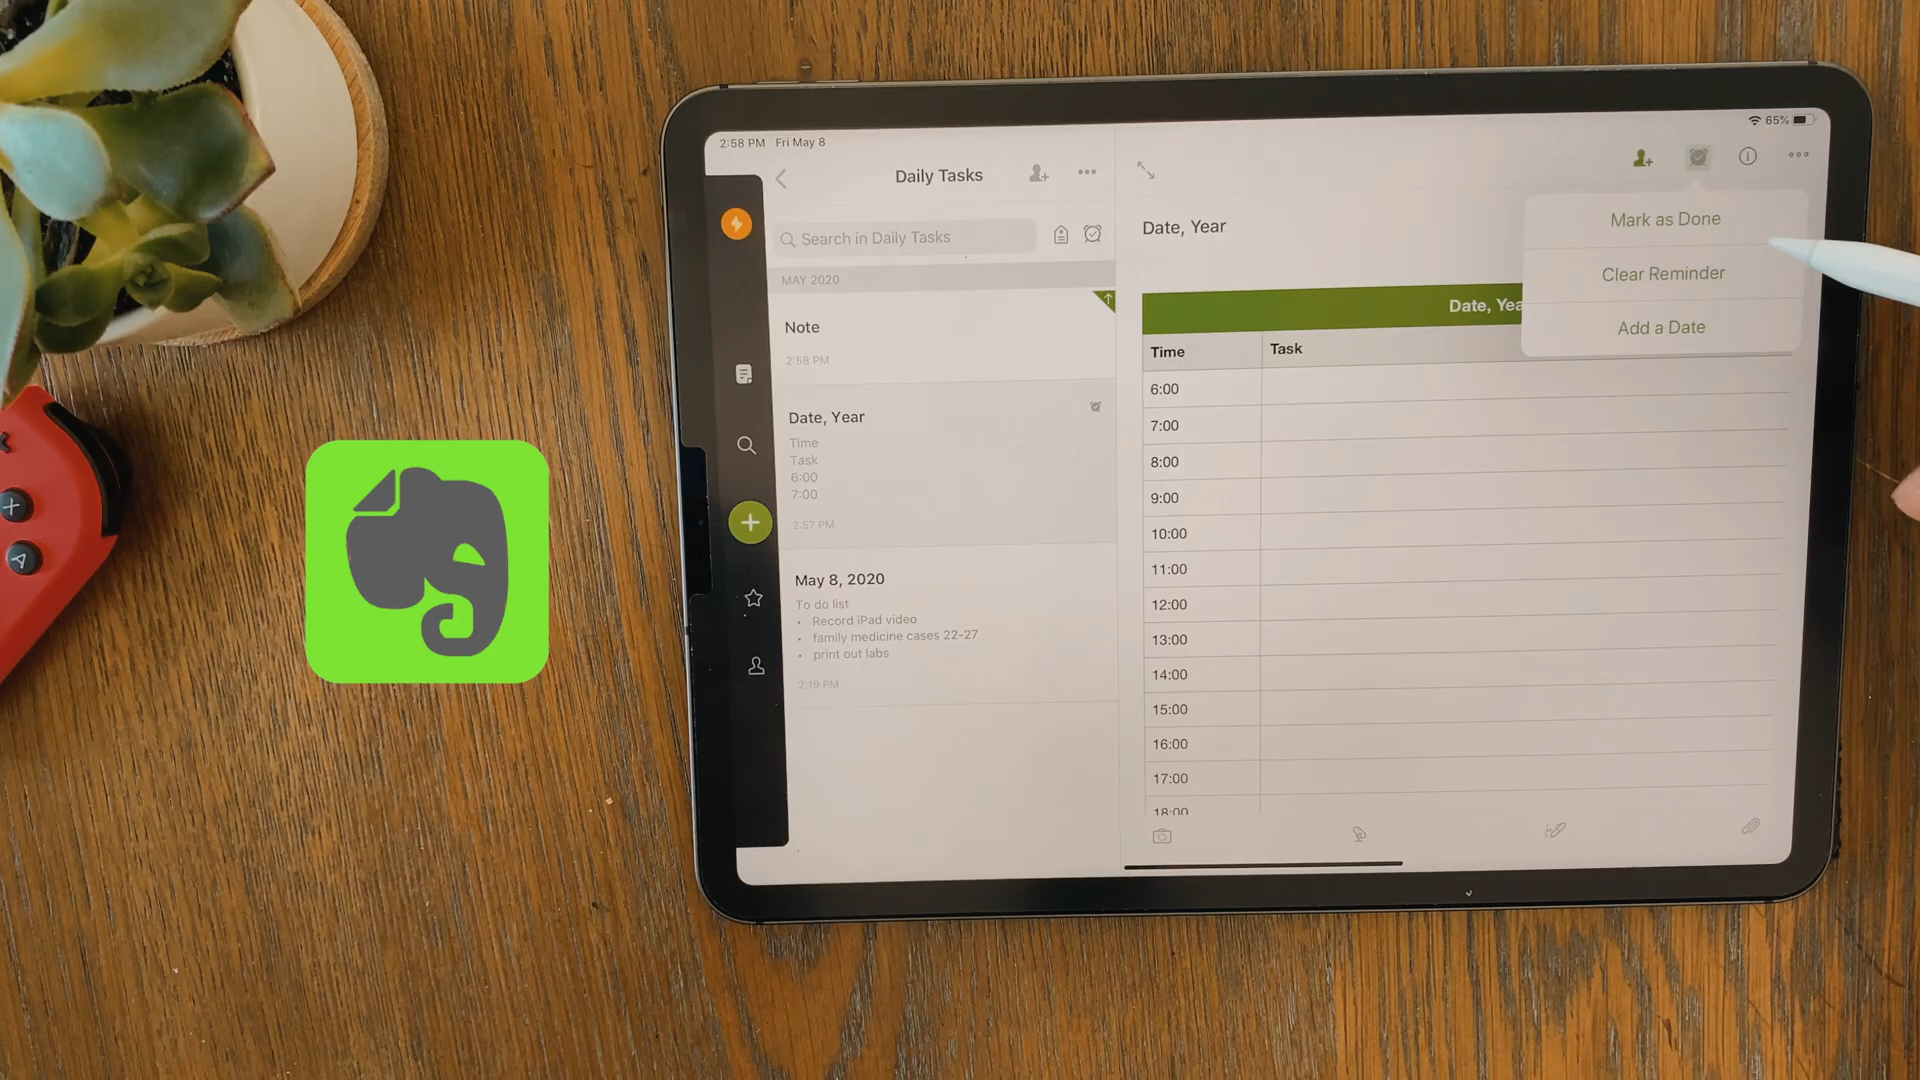 2:58 PM Fri May 8
65%
Daily Tasks
Search in Daily Tasks
MAY 2020
Note
2:58 PM
Date, Year
Time
Task
6:00
7:00
2:57 PM
May 8, 2020
To do list
• Record iPad video
• family medicine cases 22-27
• print out labs
2:19 PM
Date, Year
Mark as Done
Clear Reminder
Add a Date
Date, Yea
Time Task
6:00
7:00
8:00
9:00
10:00
11:00
12:00
13:00
14:00
15:00
16:00
17:00
18:00
X
A